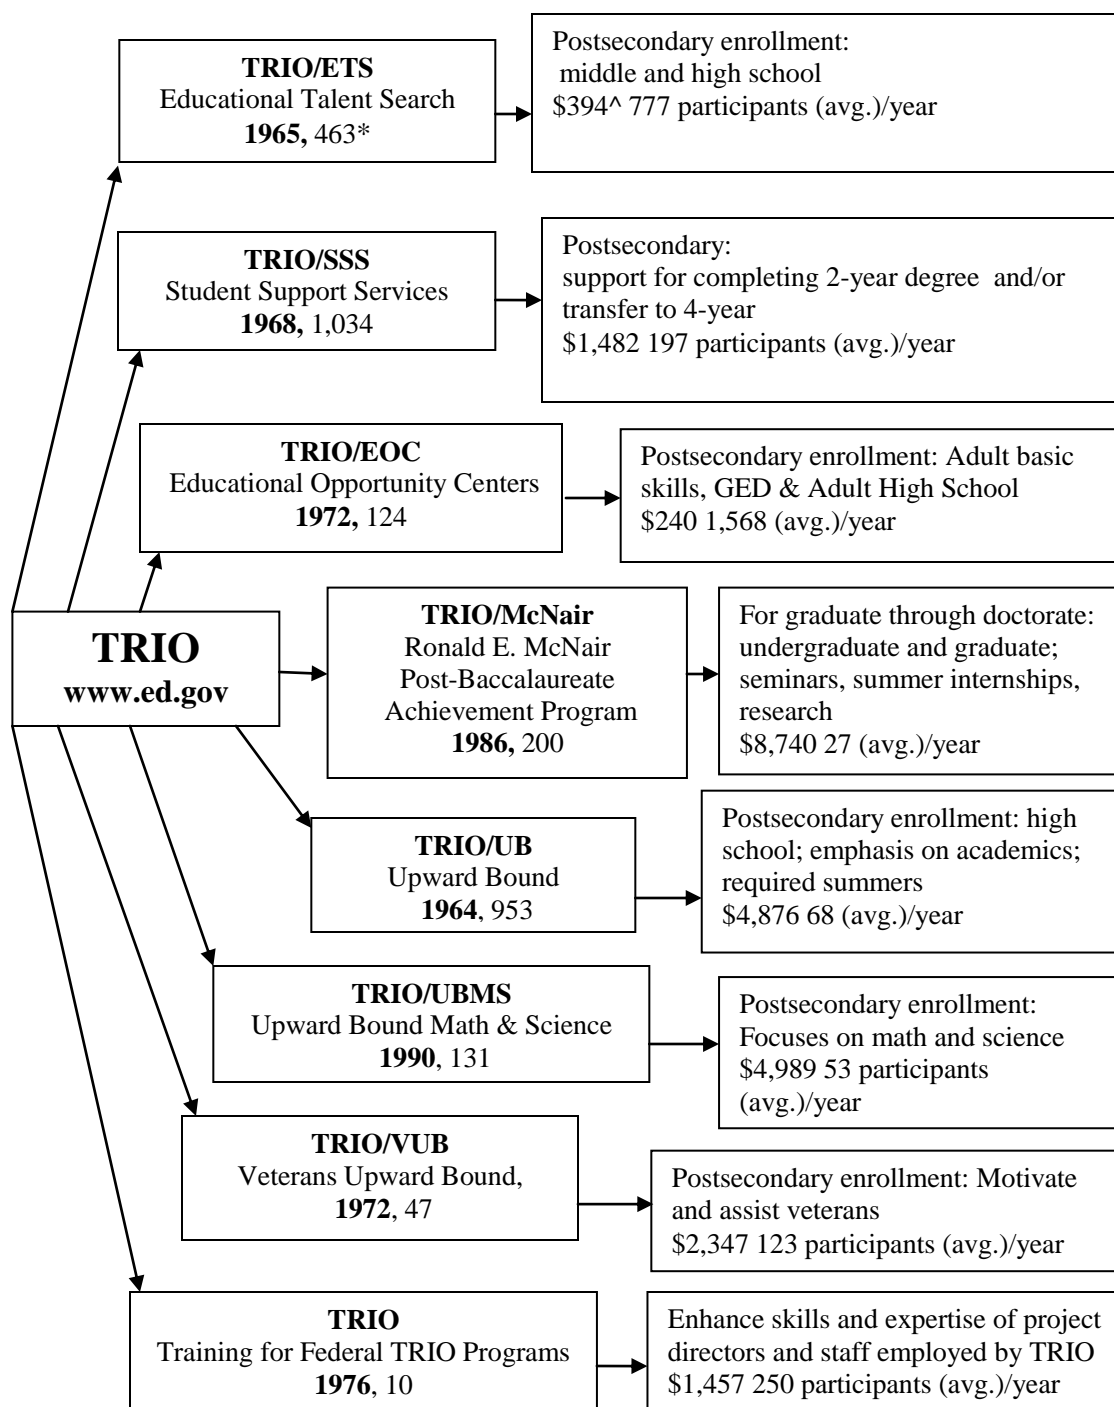 TRIO/ETS
Educational Talent Search
1965, 463*
Postsecondary enrollment:
middle and high school
$394^ 777 participants (avg.)/year
TRIO/SSS
Student Support Services
1968, 1,034
Postsecondary:
support for completing 2-year degree and/or
transfer to 4-year
$1,482 197 participants (avg.)/year
TRIO/EOC
Educational Opportunity Centers
1972, 124
Postsecondary enrollment: Adult basic
skills, GED & Adult High School
$240 1,568 (avg.)/year
TRIO
www.ed.gov
TRIO/McNair
Ronald E. McNair
Post-Baccalaureate
Achievement Program
1986, 200
For graduate through doctorate:
undergraduate and graduate;
seminars, summer internships,
research
$8,740 27 (avg.)/year
TRIO/UB
Upward Bound
1964, 953
Postsecondary enrollment: high
school; emphasis on academics;
required summers
$4,876 68 (avg.)/year
TRIO/UBMS
Upward Bound Math & Science
1990, 131
Postsecondary enrollment:
Focuses on math and science
$4,989 53 participants
(avg.)/year
TRIO/VUB
Veterans Upward Bound,
1972, 47
Postsecondary enrollment: Motivate
and assist veterans
$2,347 123 participants (avg.)/year
TRIO
Training for Federal TRIO Programs
1976, 10
Enhance skills and expertise of project
directors and staff employed by TRIO
$1,457 250 participants (avg.)/year